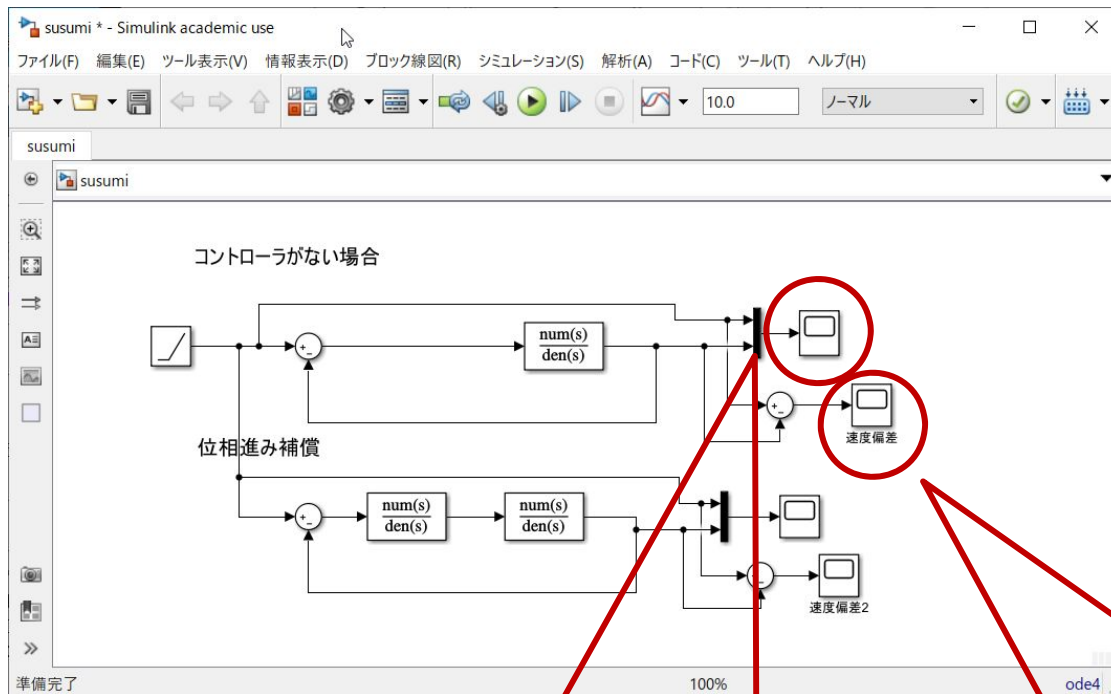 susumi * - Simulink academic use
ファイル(F) 編集(E) ツール表示(V) 情報表示(D) ブロック線図(R) シミュレーション(S) 解析(A) コード(C) ツール(T) ヘルプ(H)
10.0 ノーマル
susumi
susumi
コントローラがない場合
num(s)
den(s)
速度偏差
位相進み補償
num(s)
den(s)
num(s)
den(s)
速度偏差2
準備完了 100% ode4